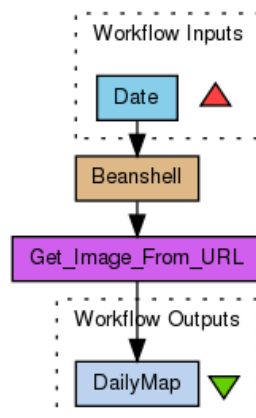 Workflow Inputs
Date
Beanshell
Get_Image_From_URL
Workflow Outputs
DailyMap